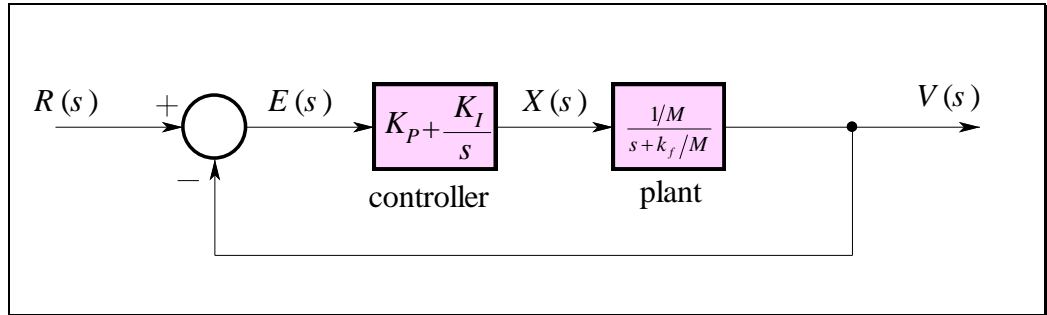 R(s) + E(s) K_P + K_I/s X(s) (1/M)/(s + k_f/M) V(s)
−
controller plant